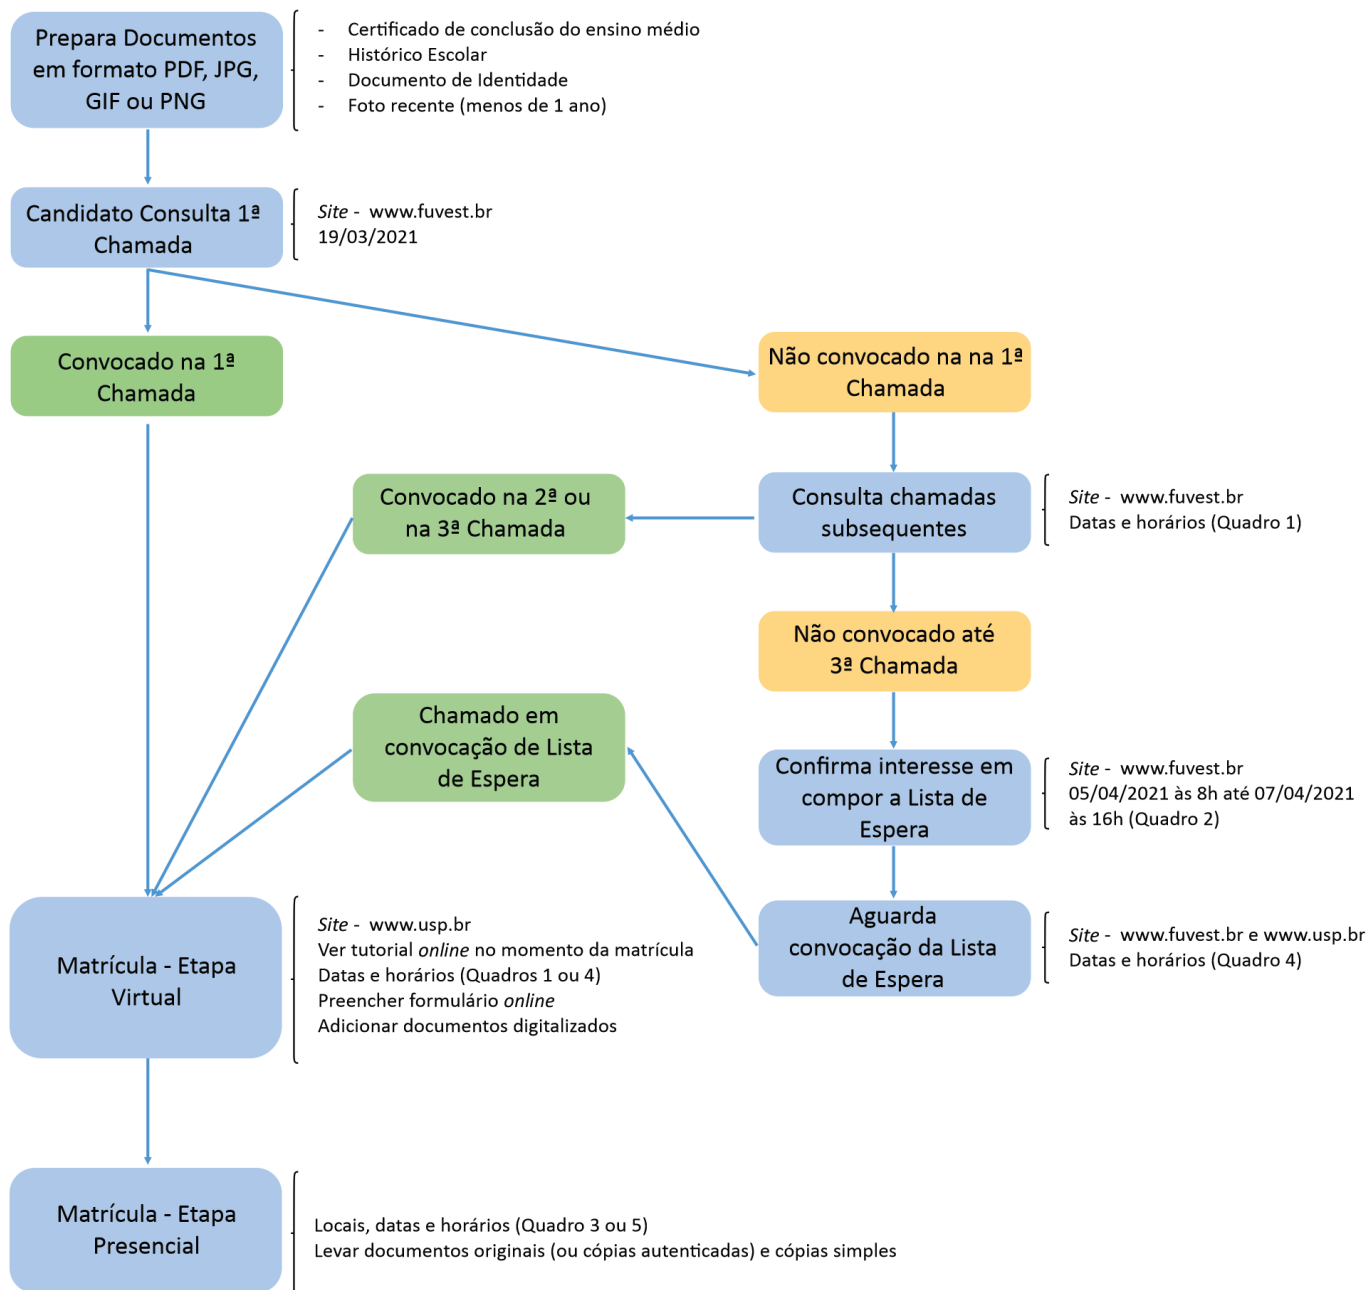 Prepara Documentos
em formato PDF, JPG,
GIF ou PNG
- Certificado de conclusão do ensino médio
- Histórico Escolar
- Documento de Identidade
- Foto recente (menos de 1 ano)
Candidato Consulta 1ª
Chamada
Site - www.fuvest.br
19/03/2021
Convocado na 1ª
Chamada
Não convocado na na 1ª
Chamada
Convocado na 2ª ou
na 3ª Chamada
Consulta chamadas
subsequentes
Site - www.fuvest.br
Datas e horários (Quadro 1)
Não convocado até
3ª Chamada
Chamado em
convocação de Lista
de Espera
Confirma interesse em
compor a Lista de
Espera
Site - www.fuvest.br
05/04/2021 às 8h até 07/04/2021
às 16h (Quadro 2)
Aguarda
convocação da Lista
de Espera
Site - www.fuvest.br e www.usp.br
Datas e horários (Quadro 4)
Matrícula - Etapa
Virtual
Site - www.usp.br
Ver tutorial online no momento da matrícula
Datas e horários (Quadros 1 ou 4)
Preencher formulário online
Adicionar documentos digitalizados
Matrícula - Etapa
Presencial
Locais, datas e horários (Quadro 3 ou 5)
Levar documentos originais (ou cópias autenticadas) e cópias simples